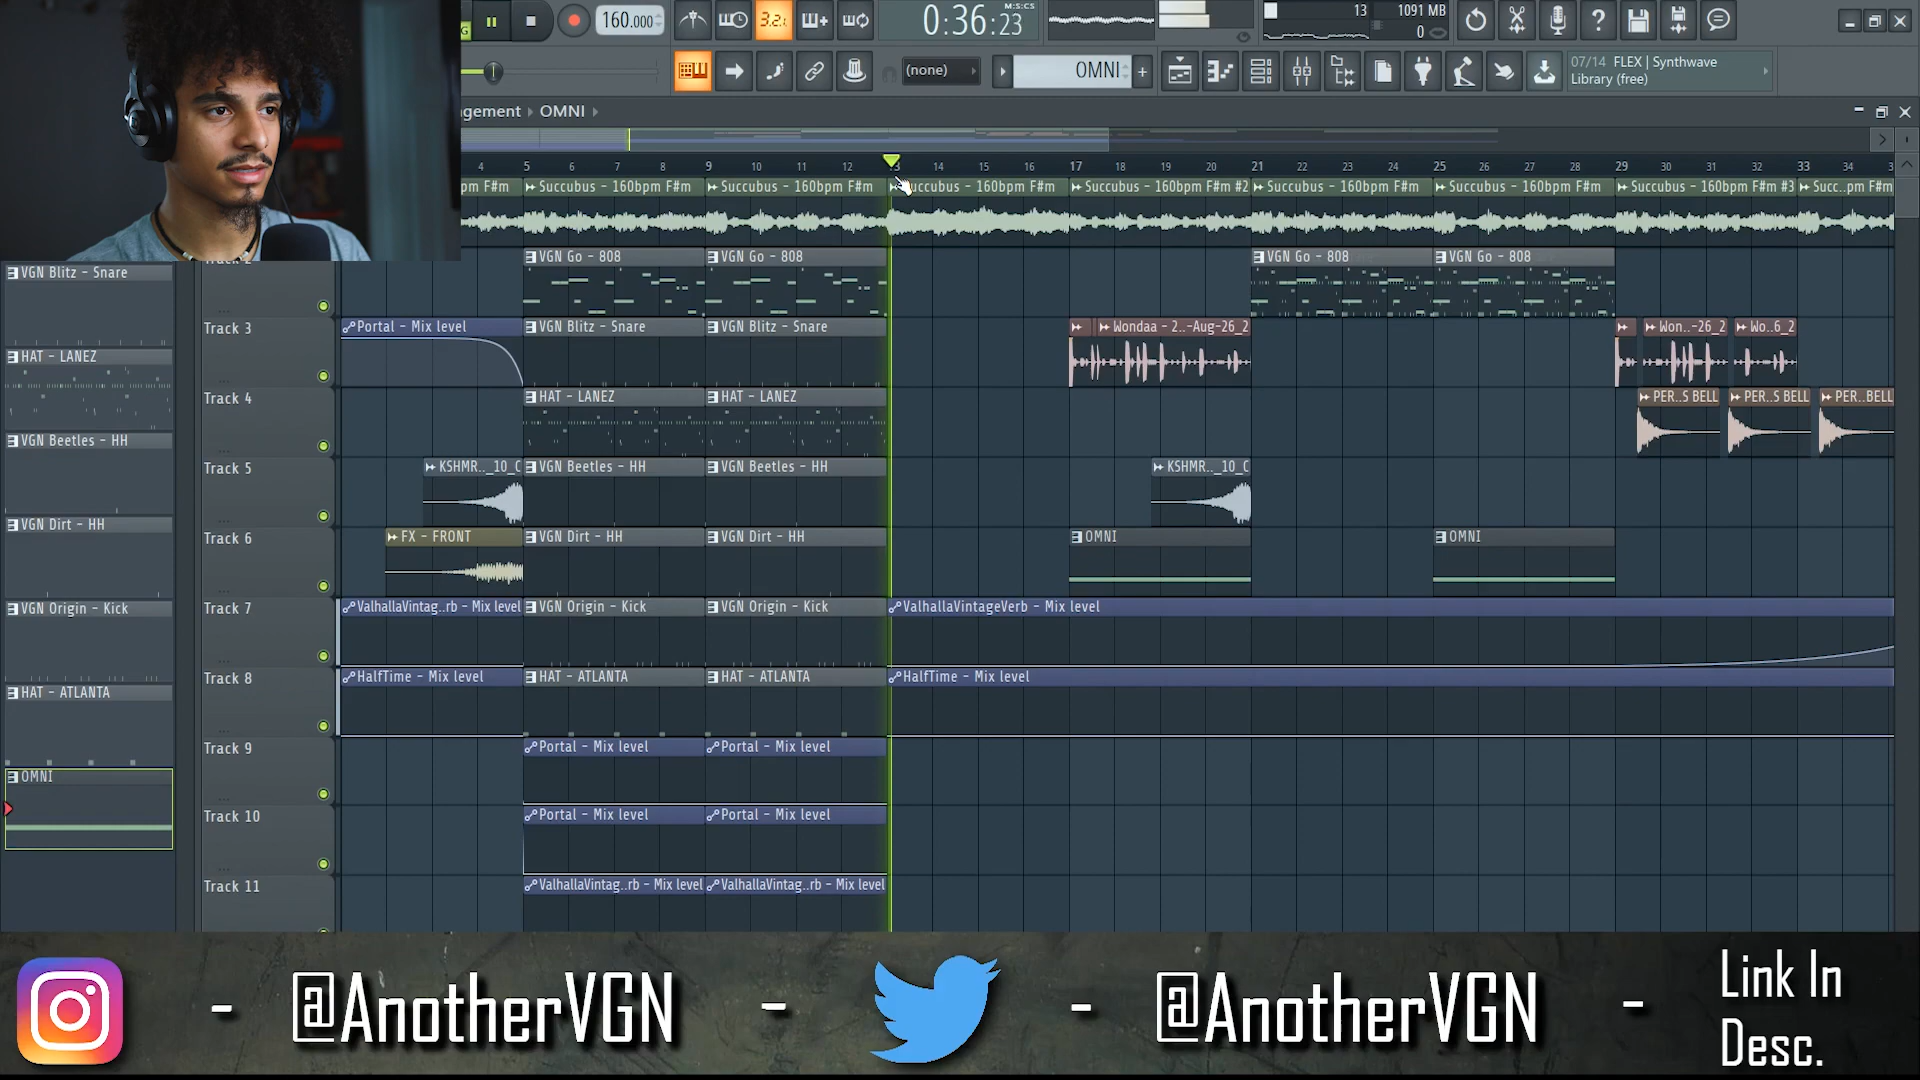 160.000
3.2.
0:36:23
M:S:CS
13
1091 MB
0
(none)
OMNI
07/14 FLEX | Synthwave
Library (free)
gement OMNI
4 5 6 7 8 9 10 11 12 14 15 16 17 18 19 20 21 22 23 24 25 26 27 28 29 30 31 32 33 34
pm F#m Succubus - 160bpm F#m Succubus - 160bpm F#m Succubus - 160bpm F#m Succubus - 160bpm F#m #2 Succubus - 160bpm F#m Succubus - 160bpm F#m Succubus - 160bpm F#m #3 Succ..pm F#m
VGN Go - 808 VGN Go - 808 VGN Go - 808 VGN Go - 808
VGN Blitz - Snare
Track 3 Portal - Mix level VGN Blitz - Snare VGN Blitz - Snare Wondaa - 2..-Aug-26_2 Won..-26_2 Wo..6_2
HAT - LANEZ
Track 4 HAT - LANEZ HAT - LANEZ PER..S BELL PER..S BELL PER..BELL
VGN Beetles - HH
Track 5 KSHMR.._10_C VGN Beetles - HH VGN Beetles - HH KSHMR.._10_C
VGN Dirt - HH
Track 6 FX - FRONT VGN Dirt - HH VGN Dirt - HH OMNI OMNI
VGN Origin - Kick
Track 7 ValhallaVintag..rb - Mix level VGN Origin - Kick VGN Origin - Kick ValhallaVintageVerb - Mix level
HAT - ATLANTA
Track 8 HalfTime - Mix level HAT - ATLANTA HAT - ATLANTA HalfTime - Mix level
Track 9 Portal - Mix level Portal - Mix level
OMNI
Track 10 Portal - Mix level Portal - Mix level
Track 11 ValhallaVintag..rb - Mix level ValhallaVintag..rb - Mix level
- @AnotherVGN - - @AnotherVGN - Link In
Desc.